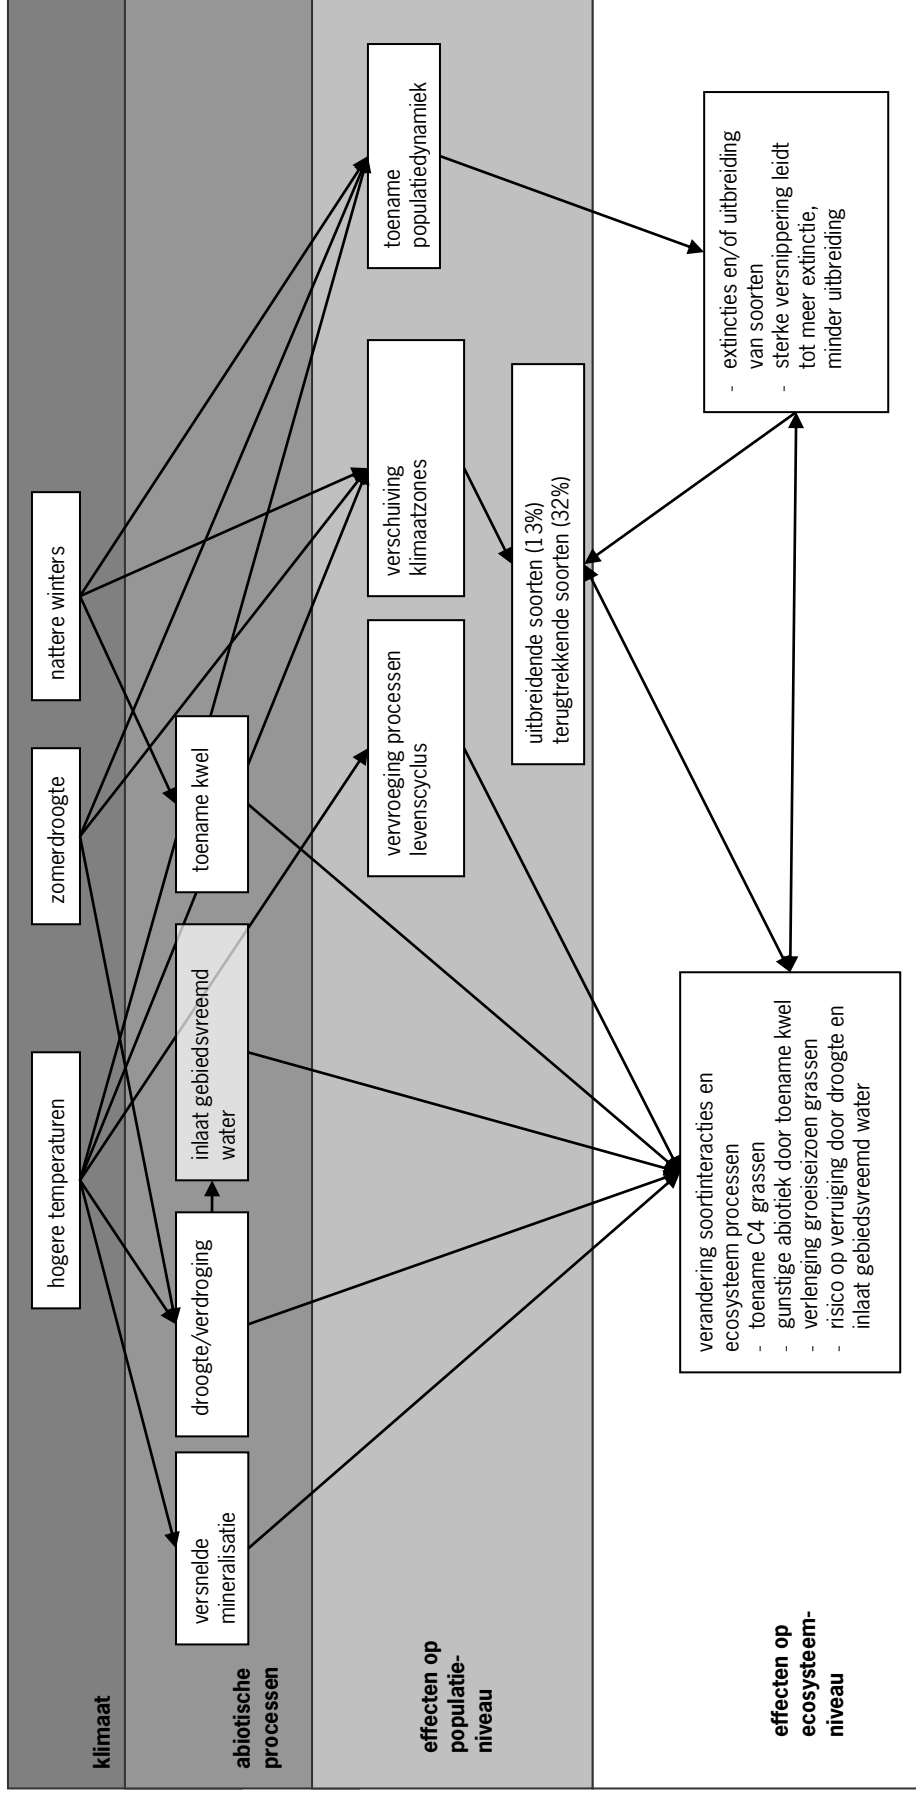 klimaat
hogere temperaturen
zomerdroogte
nattere winters
abiotische
processen
versnelde
mineralisatie
droogte/verdroging
inlaat gebiedsvreemd
water
toename kwel
effecten op
populatie-
niveau
vervroeging processen
levenscyclus
verschuiving
klimaatzones
toename
populatiedynamiek
uitbreidende soorten (13%)
terugtrekkende soorten (32%)
effecten op
ecosysteem-
niveau
verandering soortinteracties en
ecosysteem processen
- toename C4 grassen
- gunstige abiotiek door toename kwel
- verlenging groeiseizoen grassen
- risico op verruiging door droogte en
inlaat gebiedsvreemd water
- extincties en/of uitbreiding
van soorten
- sterke versnippering leidt
tot meer extinctie,
minder uitbreiding